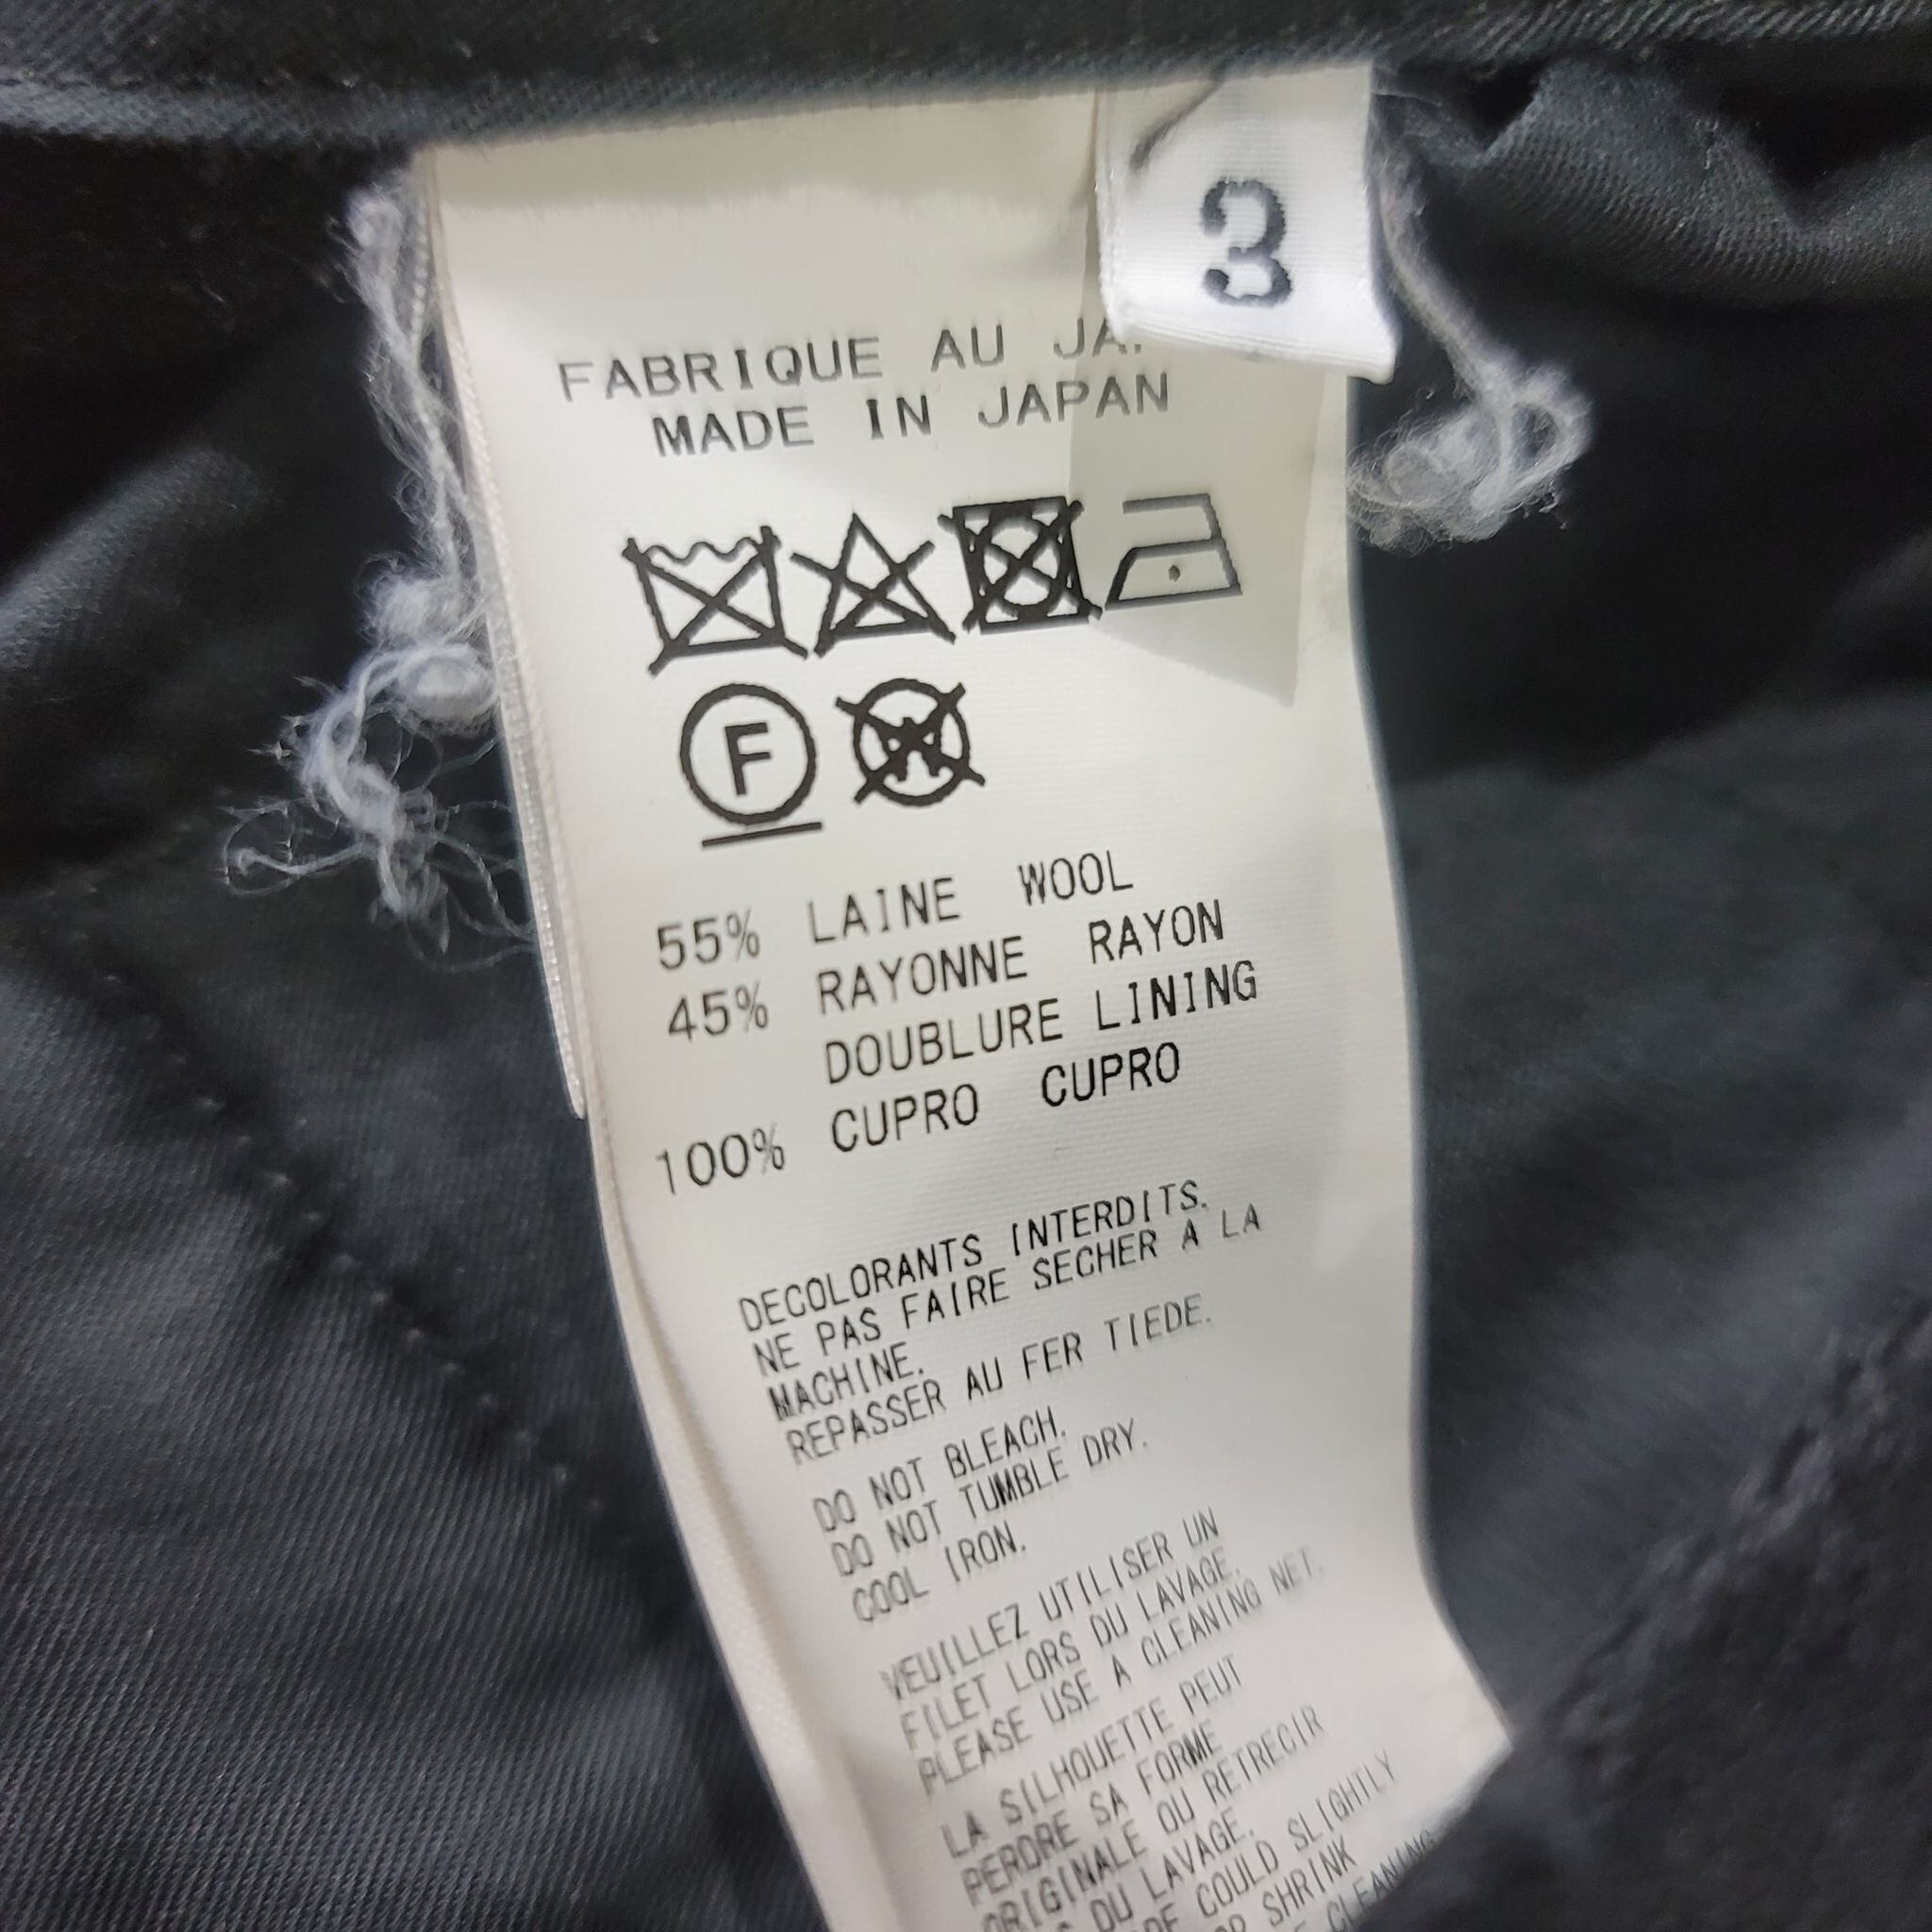 3
FABRIQUE AU
MADE IN JAPAN
F
W
55% LAINE WOOL
45% RAYONNE RAYON
DOUBLURE LINING
100% CUPRO CUPRO
DECOLORANTS INTERDITS.
NE PAS FAIRE SECHER A LA
MACHINE.
REPASSER AU FER TIEDE.
DO NOT BLEACH.
DO NOT TUMBLE DRY.
COOL IRON.
VEUILLEZ UTILISER UN
FILET LORS DU LAVAGE.
PLEASE USE A CLEANING NET.
LA SILHOUETTE PEUT
PERDRE SA FORME
ORIGINALE OU RETRECIR
DU LAVAGE.
COULD SLIGHTLY
SHRINK
CLEANING